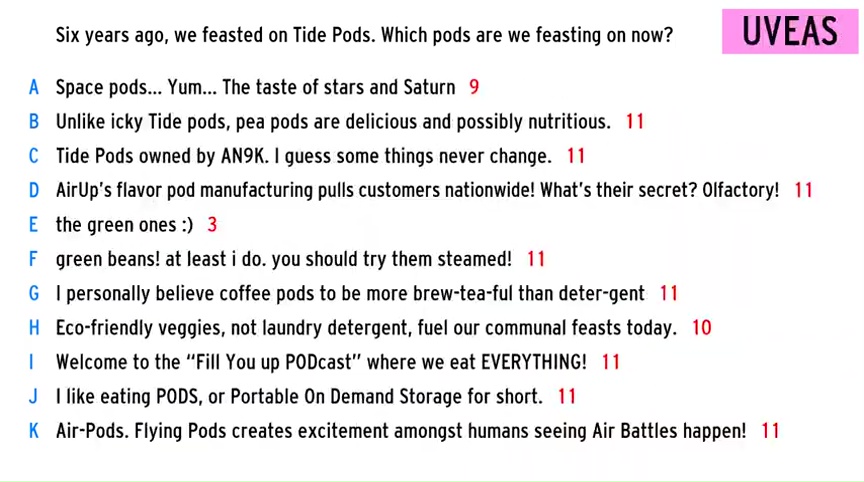 Six years ago, we feasted on Tide Pods. Which pods are we feasting on now?
UVEAS
A Space pods... Yum... The taste of stars and Saturn 9
B Unlike icky Tide pods, pea pods are delicious and possibly nutritious. 11
C Tide Pods owned by AN9K. I guess some things never change. 11
D AirUp's flavor pod manufacturing pulls customers nationwide! What's their secret? Olfactory! 11
E the green ones :) 3
F green beans! at least i do. you should try them steamed! 11
G I personally believe coffee pods to be more brew-tea-ful than deter-gent 11
H Eco-friendly veggies, not laundry detergent, fuel our communal feasts today. 10
I Welcome to the "Fill You up PODcast" where we eat EVERYTHING! 11
J I like eating PODS, or Portable On Demand Storage for short. 11
K Air-Pods. Flying Pods creates excitement amongst humans seeing Air Battles happen! 11